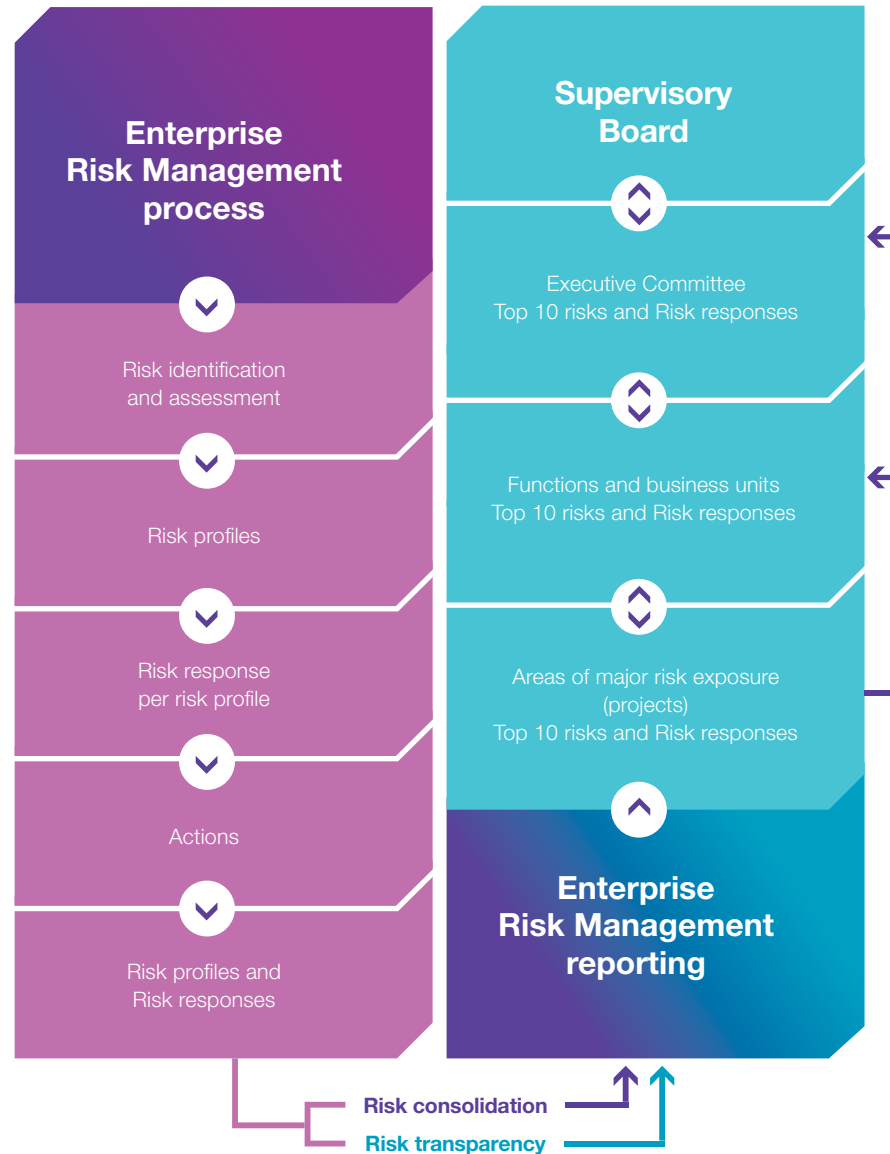 Enterprise
Risk Management
process
Risk identification
and assessment
Risk profiles
Risk response
per risk profile
Actions
Risk profiles and
Risk responses
Supervisory
Board
Executive Committee
Top 10 risks and Risk responses
Functions and business units
Top 10 risks and Risk responses
Areas of major risk exposure
(projects)
Top 10 risks and Risk responses
Enterprise
Risk Management
reporting
Risk consolidation
Risk transparency